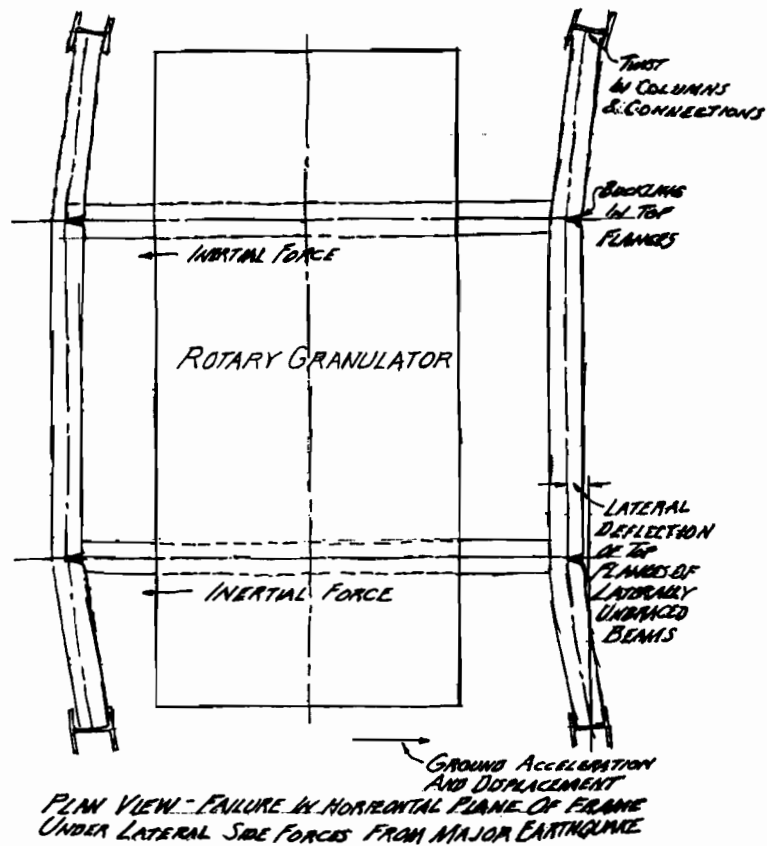 TWIST
IN COLUMNS
& CONNECTIONS
BUCKLING
IN TOP
FLANGES
INERTIAL FORCE
ROTARY GRANULATOR
LATERAL
DEFLECTION
OF TOP
FLANGES OF
LATERALLY
UNBRACED
BEAMS
INERTIAL FORCE
GROUND ACCELERATION
AND DISPLACEMENT
PLAN VIEW - FAILURE IN HORIZONTAL PLANE OF FRAME
UNDER LATERAL SIDE FORCES FROM MAJOR EARTHQUAKE